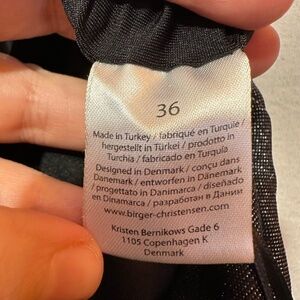 36
Made in Turkey / fabriqué en Turquie /
hergestellt in Türkei / prodotto in
Turchia / fabricado en Turquía
Designed in Denmark / conçu dans
Danemark / entworfen in Dänemark
/ progettato in Danimarca / diseñado
en Dinamarca / разработан в Дании
www.birger-christensen.com
Kristen Bernikows Gade 6
1105 Copenhagen K
Denmark